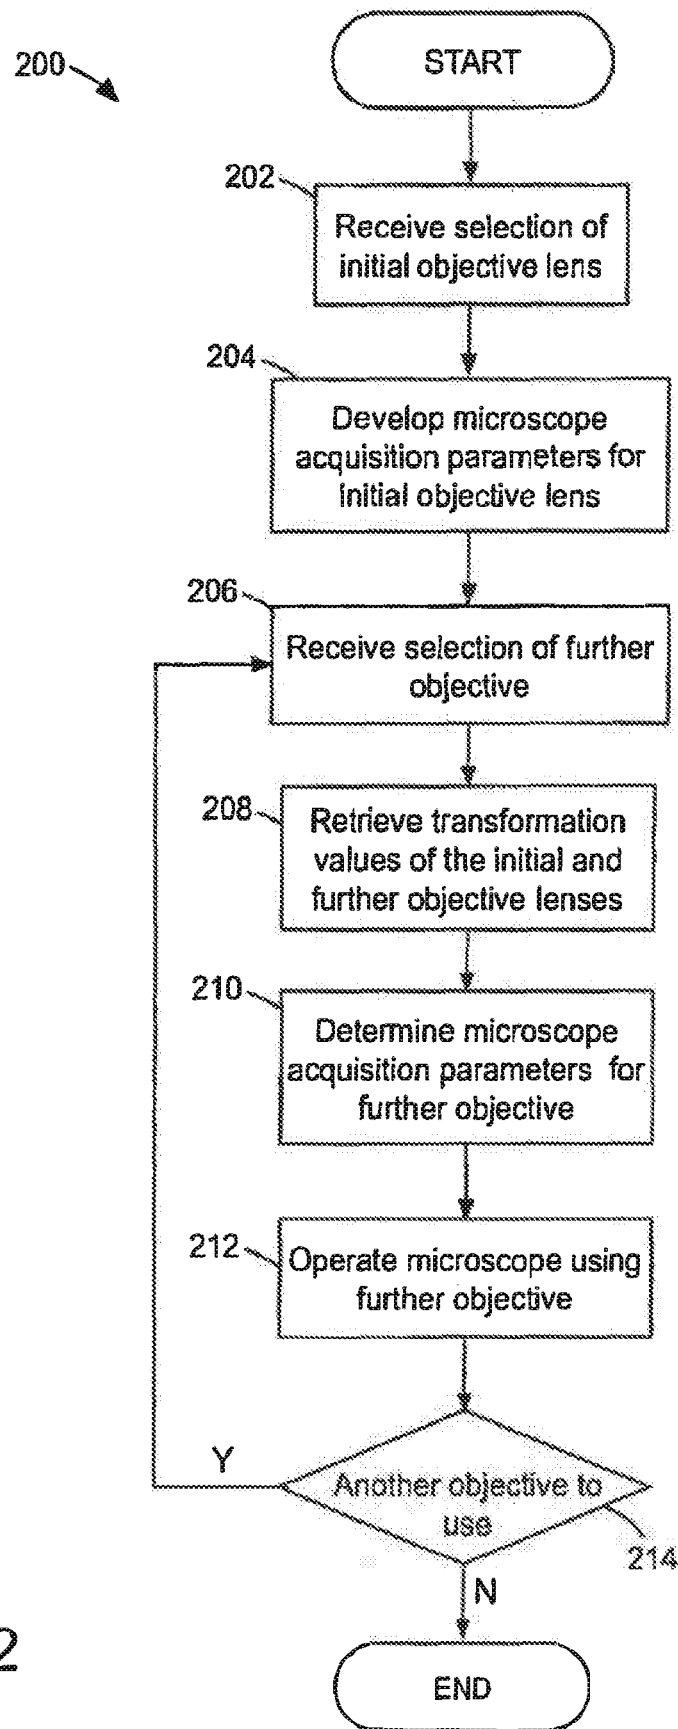 200
START
202
Receive selection of
initial objective lens
204
Develop microscope
acquisition parameters for
initial objective lens
206
Receive selection of further
objective
208
Retrieve transformation
values of the initial and
further objective lenses
210
Determine microscope
acquisition parameters for
further objective
212
Operate microscope using
further objective
Y
Another objective to
use
214
N
2
END